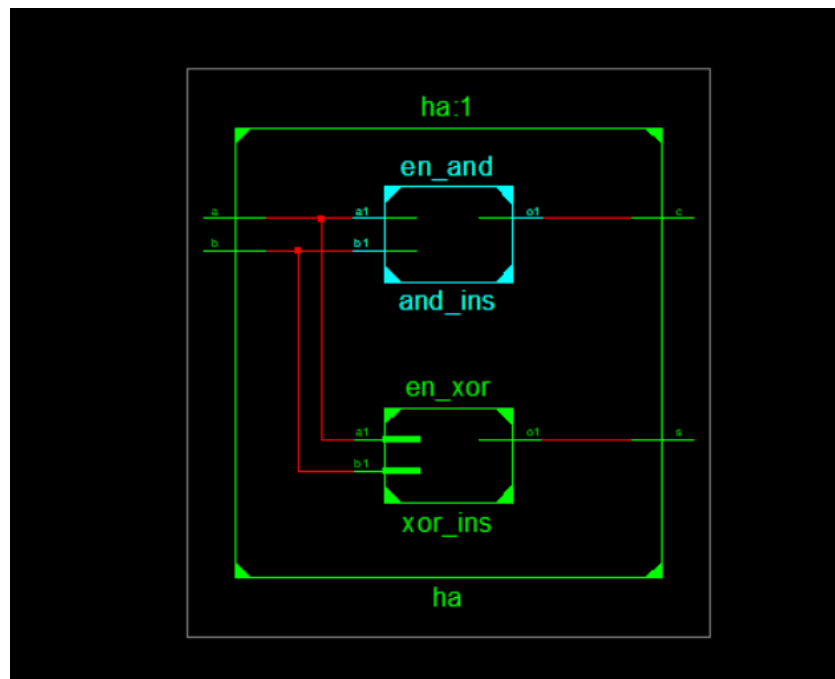 ha:1
en_and
a a1 o1 c
b b1
and_ins
en_xor
a1 o1 s
b1
xor_ins
ha